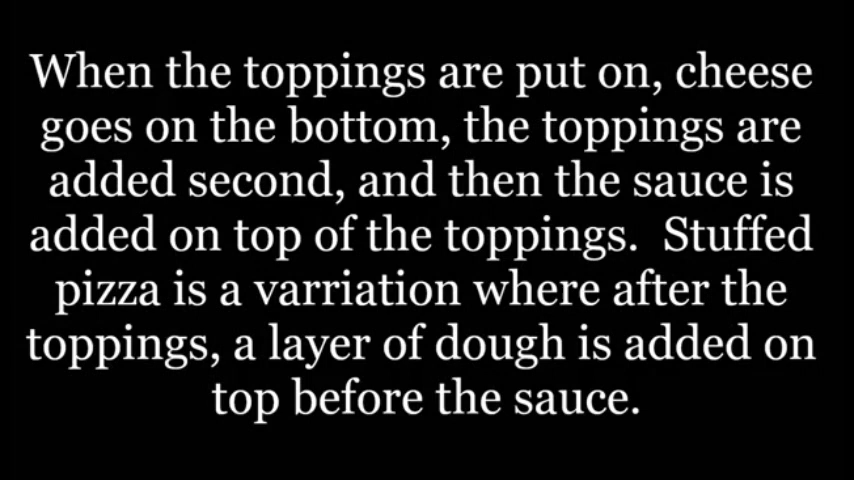 When the toppings are put on, cheese
goes on the bottom, the toppings are
added second, and then the sauce is
added on top of the toppings.  Stuffed
pizza is a varriation where after the
toppings, a layer of dough is added on
top before the sauce.